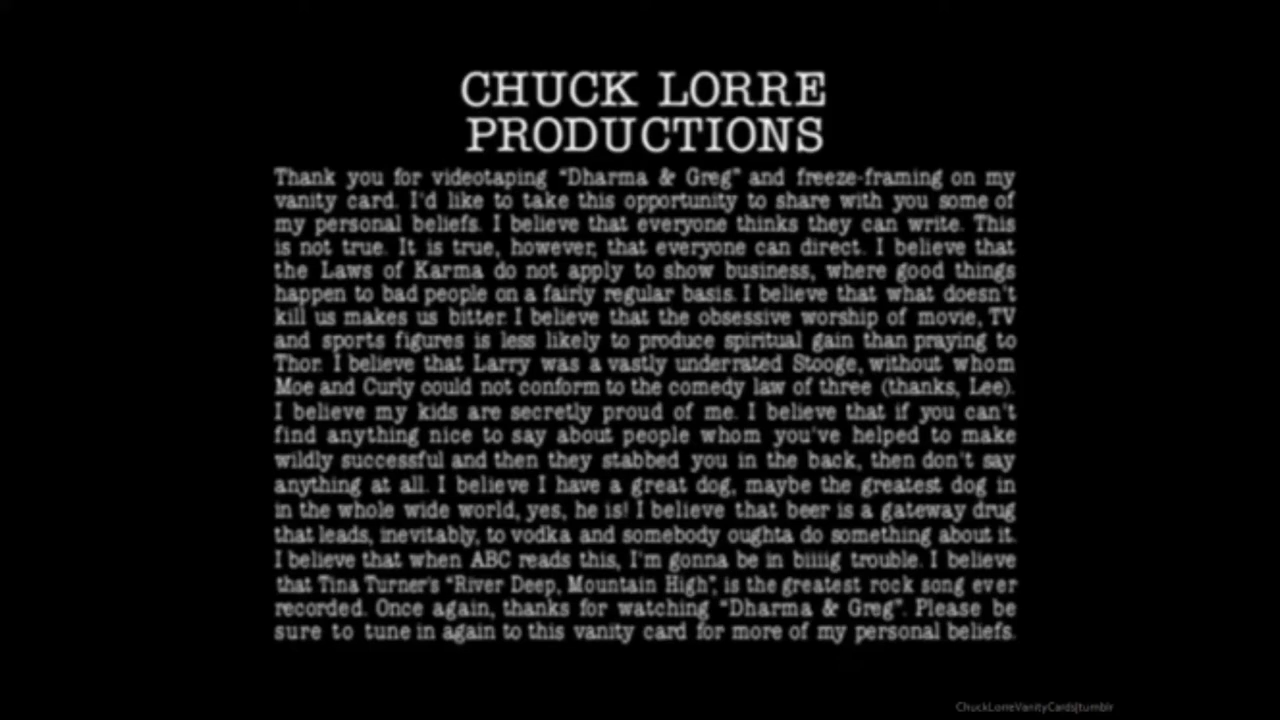 CHUCK LORRE
PRODUCTIONS
Thank you for videotaping “Dharma & Greg” and freeze-framing on my
vanity card. I'd like to take this opportunity to share with you some of
my personal beliefs. I believe that everyone thinks they can write. This
is not true. It is true, however, that everyone can direct. I believe that
the Laws of Karma do not apply to show business, where good things
happen to bad people on a fairly regular basis. I believe that what doesn't
kill us makes us bitter. I believe that the obsessive worship of movie, TV
and sports figures is less likely to produce spiritual gain than praying to
Thor. I believe that Larry was a vastly underrated Stooge, without whom
Moe and Curly could not conform to the comedy law of three (thanks, Lee).
I believe my kids are secretly proud of me. I believe that if you can't
find anything nice to say about people whom you've helped to make
wildly successful and then they stabbed you in the back, then don't say
anything at all. I believe I have a great dog, maybe the greatest dog in
in the whole wide world, yes, he is! I believe that beer is a gateway drug
that leads, inevitably, to vodka and somebody oughta do something about it.
I believe that when ABC reads this, I'm gonna be in biiiig trouble. I believe
that Tina Turner's “River Deep, Mountain High”, is the greatest rock song ever
recorded. Once again, thanks for watching “Dharma & Greg”. Please be
sure to tune in again to this vanity card for more of my personal beliefs.
ChuckLorreVanityCards|tumblr